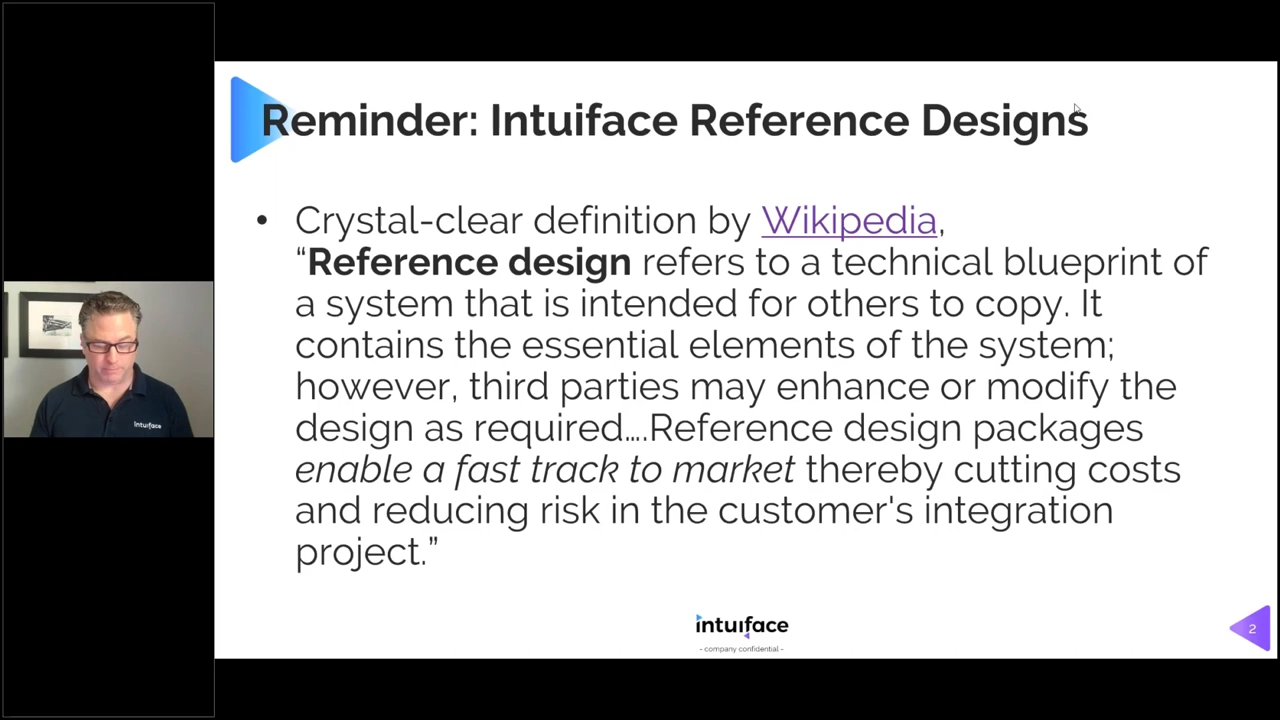 Reminder: Intuiface Reference Designs
• Crystal-clear definition by Wikipedia,
“Reference design refers to a technical blueprint of
a system that is intended for others to copy. It
contains the essential elements of the system;
however, third parties may enhance or modify the
design as required….Reference design packages
enable a fast track to market thereby cutting costs
and reducing risk in the customer's integration
project.”
intuıface
intuıface
- company confidential -
2